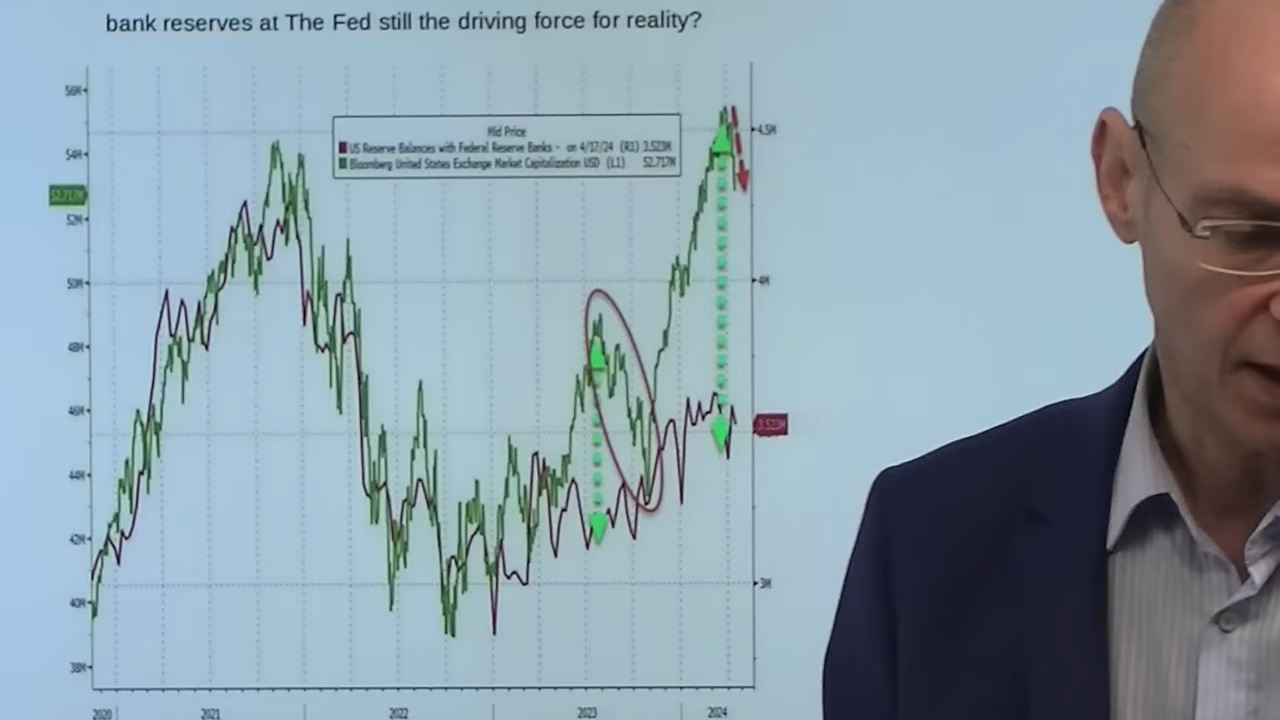 bank reserves at The Fed still the driving force for reality?
56M
54M
52M
50M
48M
46M
44M
42M
40M
38M
52.717M
Mid Price
US Reserve Balances with Federal Reserve Banks - on 4/17/24 (R1) 3.523M
Bloomberg United States Exchange Market Capitalization USD (L1) 52.717M
4.5M
4M
3.523M
3M
2020 2021 2022 2023 2024